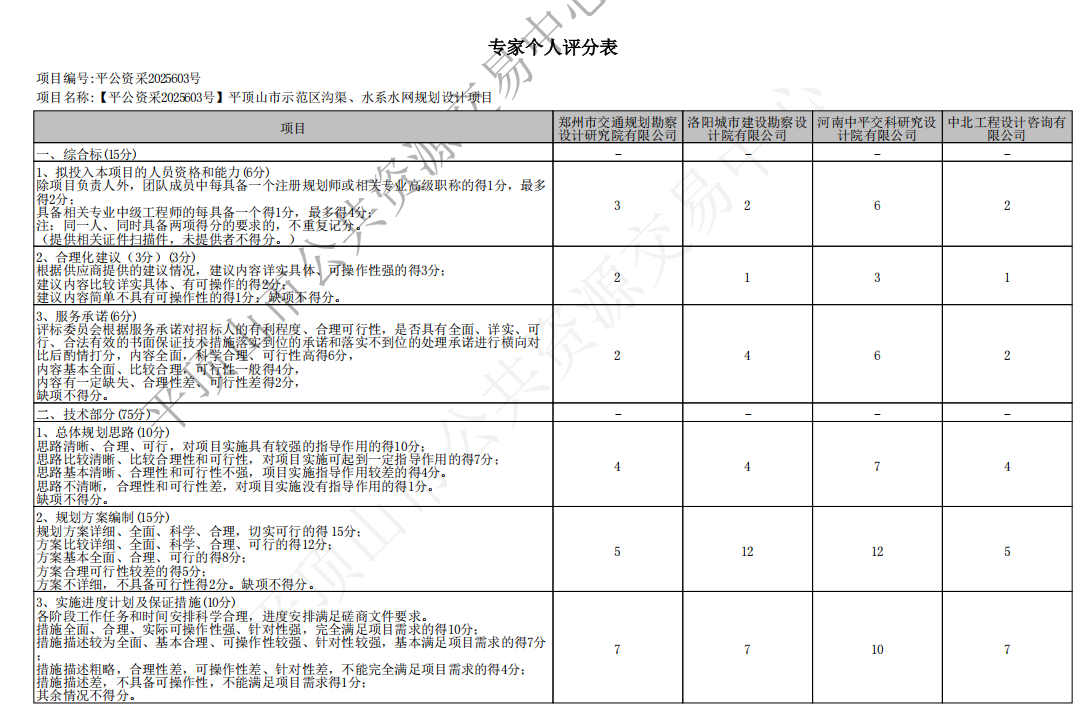 专家个人评分表
项目编号:平公资采2025603号
项目名称:【平公资采2025603号】平顶山市示范区沟渠、水系水网规划设计项目
项目 郑州市交通规划勘察设计研究院有限公司 洛阳城市建设勘察设计院有限公司 河南中平交科研究设计院有限公司 中北工程设计咨询有限公司
一、综合标(15分) – – – –
1、拟投入本项目的人员资格和能力(6分)
除项目负责人外，团队成员中每具备一个注册规划师或相关专业高级职称的得1分，最多
得2分；
具备相关专业中级工程师的每具备一个得1分，最多得4分；
注：同一人、同时具备两项得分的要求的，不重复记分。
（提供相关证件扫描件，未提供者不得分。）
3 2 6 2
2、合理化建议（3分）(3分)
根据供应商提供的建议情况，建议内容详实具体、可操作性强的得3分；
建议内容比较详实具体、有可操作的得2分；
建议内容简单不具有可操作性的得1分；缺项不得分。
2 1 3 1
3、服务承诺(6分)
评标委员会根据服务承诺对招标人的有利程度、合理可行性，是否具有全面、详实、可
行、合法有效的书面保证技术措施落实到位的承诺和落实不到位的处理承诺进行横向对
比后酌情打分，内容全面，科学合理、可行性高得6分，
内容基本全面、比较合理，可行性一般得4分，
内容有一定缺失、合理性差、可行性差得2分，
缺项不得分。
2 4 6 2
二、技术部分(75分) – – – –
1、总体规划思路(10分)
思路清晰、合理、可行，对项目实施具有较强的指导作用的得10分；
思路比较清晰、比较合理性和可行性，对项目实施可起到一定指导作用的得7分；
思路基本清晰、合理性和可行性不强，项目实施指导作用较差的得4分。
思路不清晰，合理性和可行性差，对项目实施没有指导作用的得1分。
缺项不得分。
4 4 7 4
2、规划方案编制(15分)
规划方案详细、全面、科学、合理，切实可行的得 15分；
方案比较详细、全面、科学、合理、可行的得12分；
方案基本全面、合理、可行的得8分；
方案合理可行性较差的得5分；
方案不详细，不具备可行性得2分。缺项不得分。
5 12 12 5
3、实施进度计划及保证措施(10分)
各阶段工作任务和时间安排科学合理，进度安排满足磋商文件要求。
措施全面、合理、实际可操作性强、针对性强，完全满足项目需求的得10分；
措施描述较为全面、基本合理、可操作性较强、针对性较强，基本满足项目需求的得7分
；
措施描述粗略，合理性差，可操作性差、针对性差，不能完全满足项目需求的得4分；
措施描述差，不具备可操作性，不能满足项目需求得1分；
其余情况不得分。
7 7 10 7
平顶山市公共资源交易中心
平顶山市公共资源交易中心